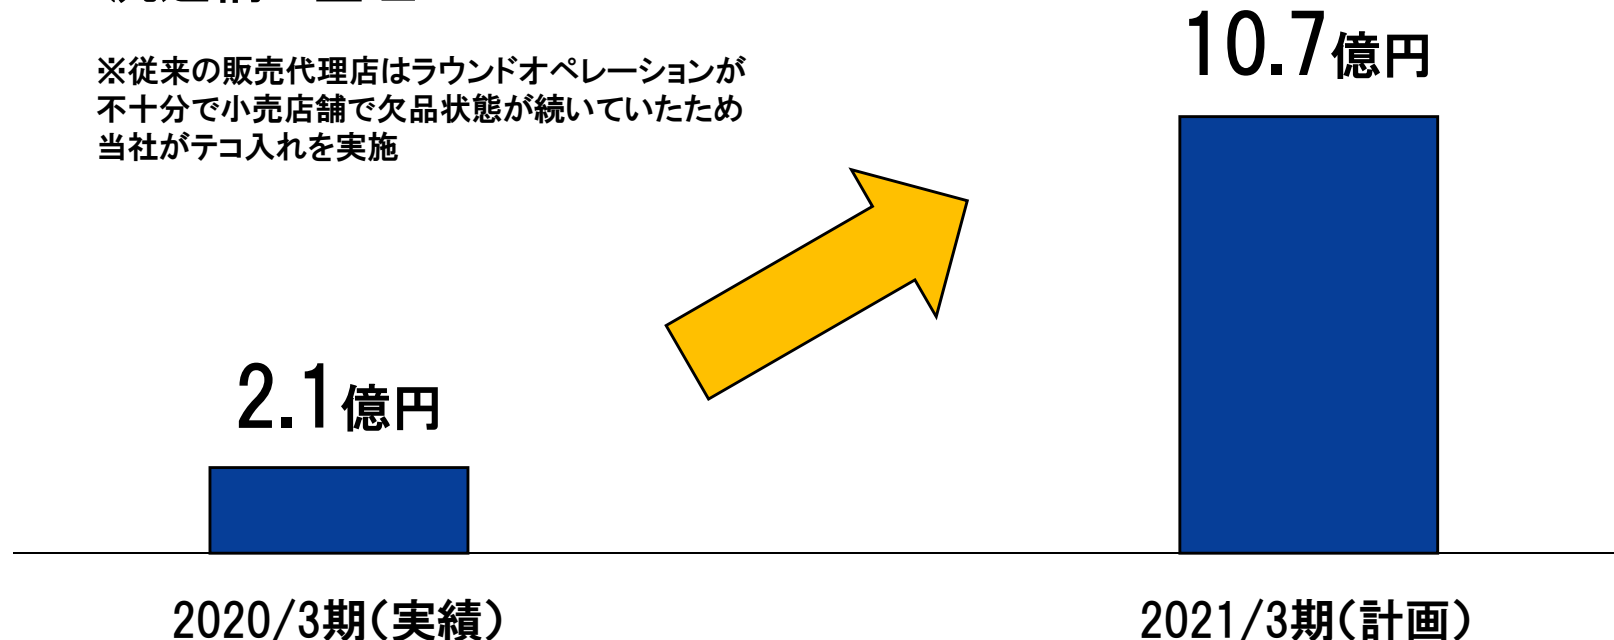 ※従来の販売代理店はラウンドオペレーションが
不十分で小売店舗で欠品状態が続いていたため
当社がテコ入れを実施
10.7億円
2.1億円
2020/3期(実績)
2021/3期(計画)